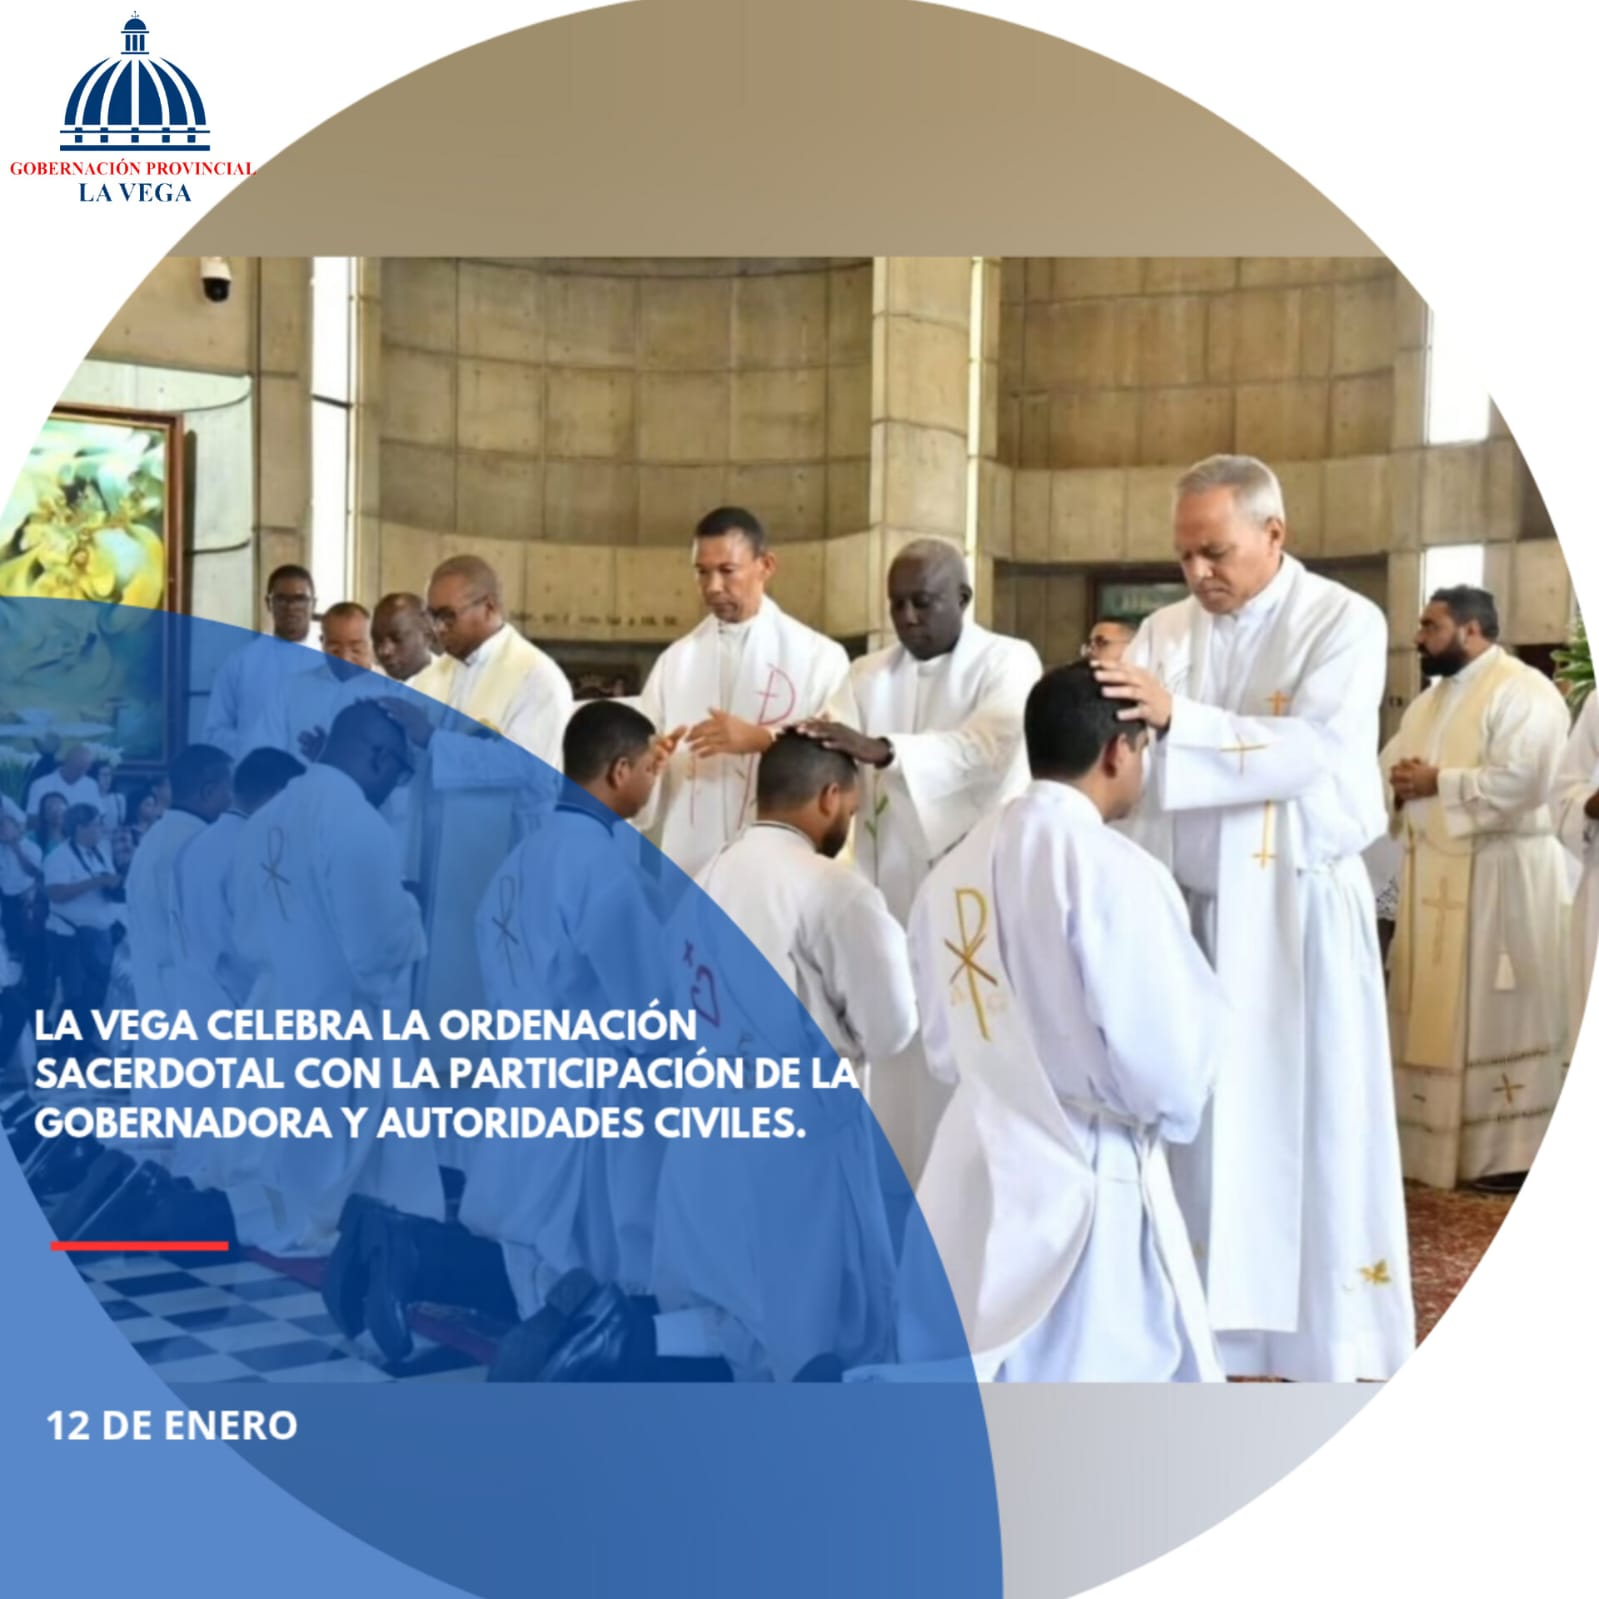 GOBERNACIÓN PROVINCIAL
LA VEGA
LA VEGA CELEBRA LA ORDENACIÓN
SACERDOTAL CON LA PARTICIPACIÓN DE LA
GOBERNADORA Y AUTORIDADES CIVILES.
12 DE ENERO